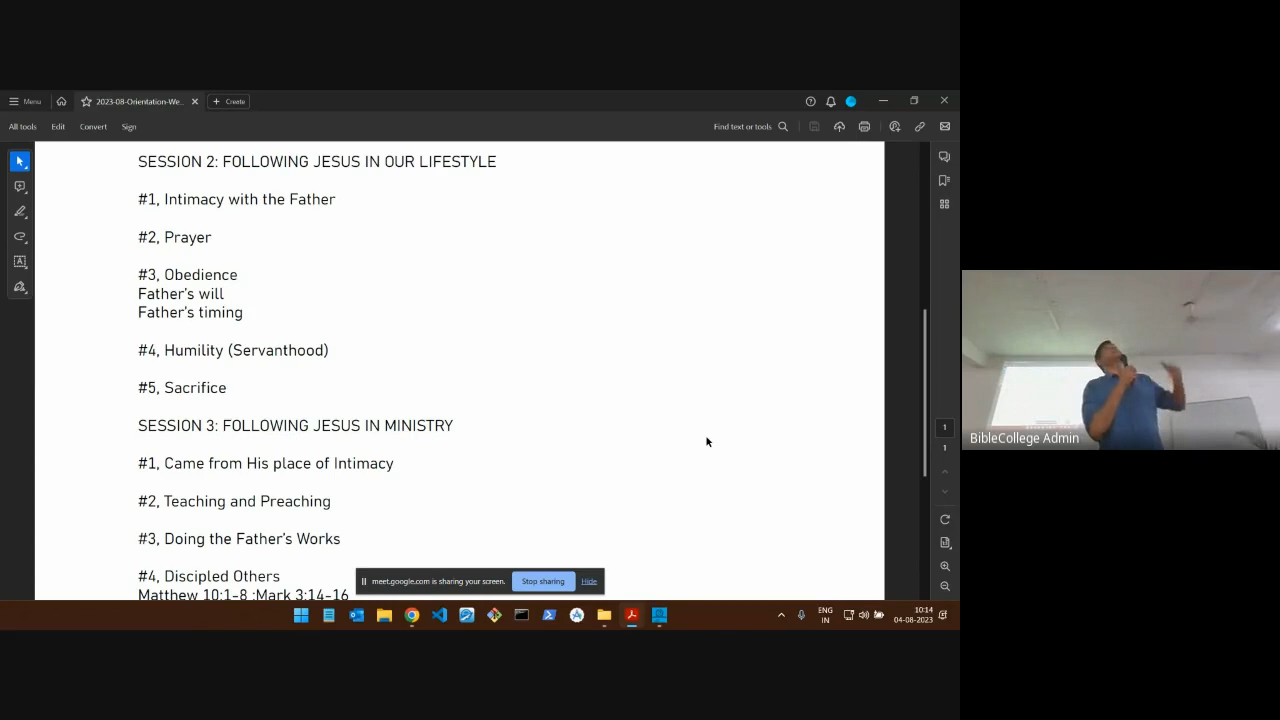 Menu
2023-08-Orientation-We...
Create
All tools
Edit
Convert
Sign
Find text or tools
SESSION 2: FOLLOWING JESUS IN OUR LIFESTYLE
#1, Intimacy with the Father
#2, Prayer
#3, Obedience
Father's will
Father's timing
#4, Humility (Servanthood)
#5, Sacrifice
SESSION 3: FOLLOWING JESUS IN MINISTRY
#1, Came from His place of Intimacy
#2, Teaching and Preaching
#3, Doing the Father's Works
#4, Discipled Others
Matthew 10:1-8 ;Mark 3:14-16
1
1
meet.google.com is sharing your screen.
Stop sharing
Hide
ENG
IN
10:14
04-08-2023
BibleCollege Admin